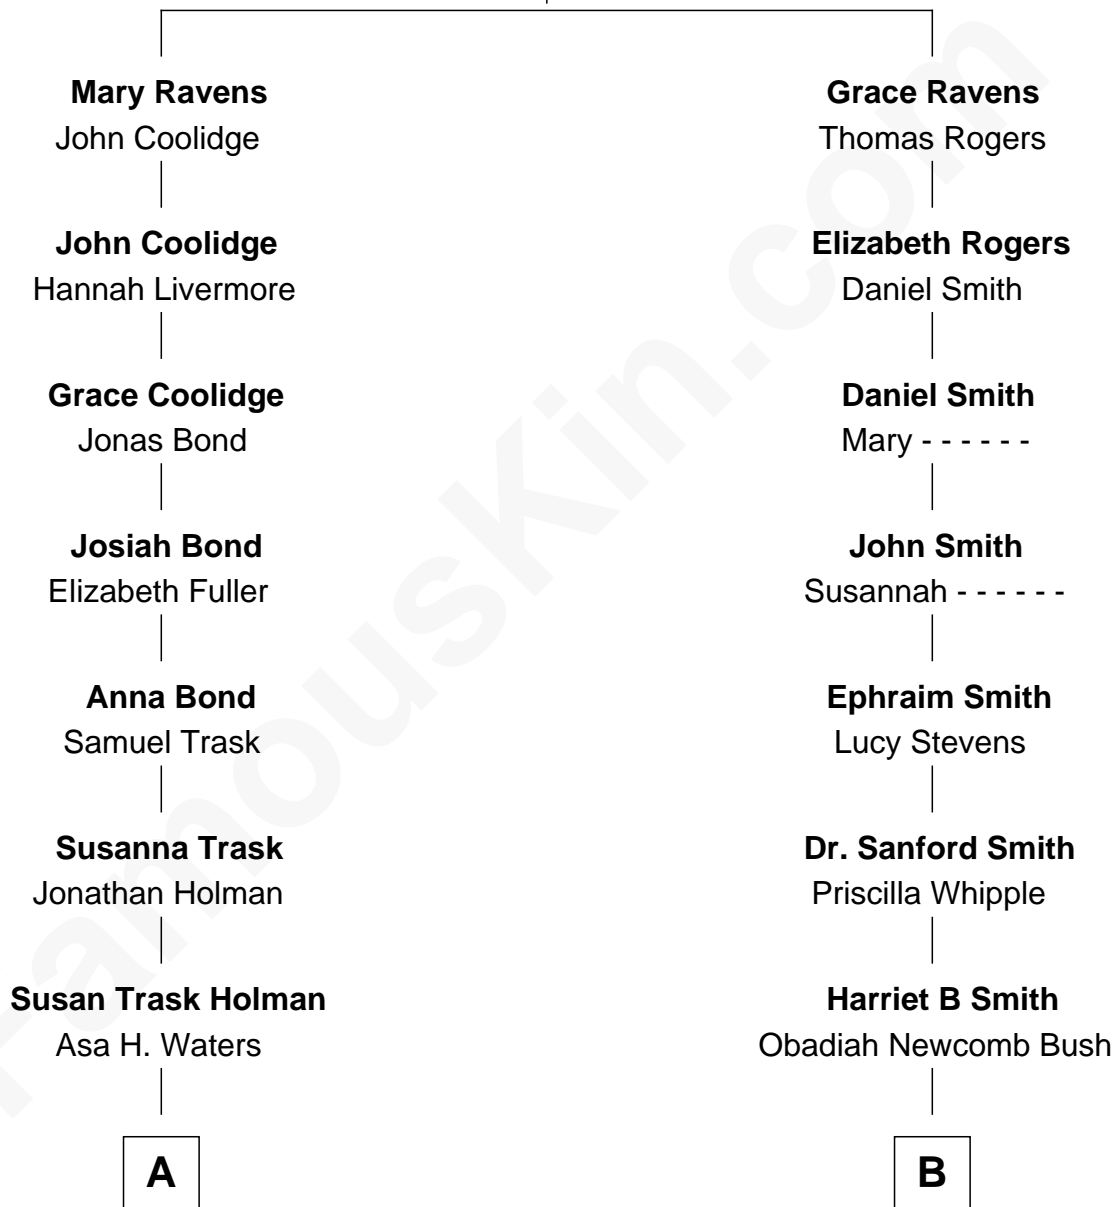 Mary Ravens
John Coolidge
Grace Ravens
Thomas Rogers
John Coolidge
Hannah Livermore
Elizabeth Rogers
Daniel Smith
Grace Coolidge
Jonas Bond
Daniel Smith
Mary - - - - - -
Josiah Bond
Elizabeth Fuller
John Smith
Susannah - - - - - -
Anna Bond
Samuel Trask
Ephraim Smith
Lucy Stevens
Susanna Trask
Jonathan Holman
Dr. Sanford Smith
Priscilla Whipple
Susan Trask Holman
Asa H. Waters
Harriet B Smith
Obadiah Newcomb Bush
A
B
FamousKin.com